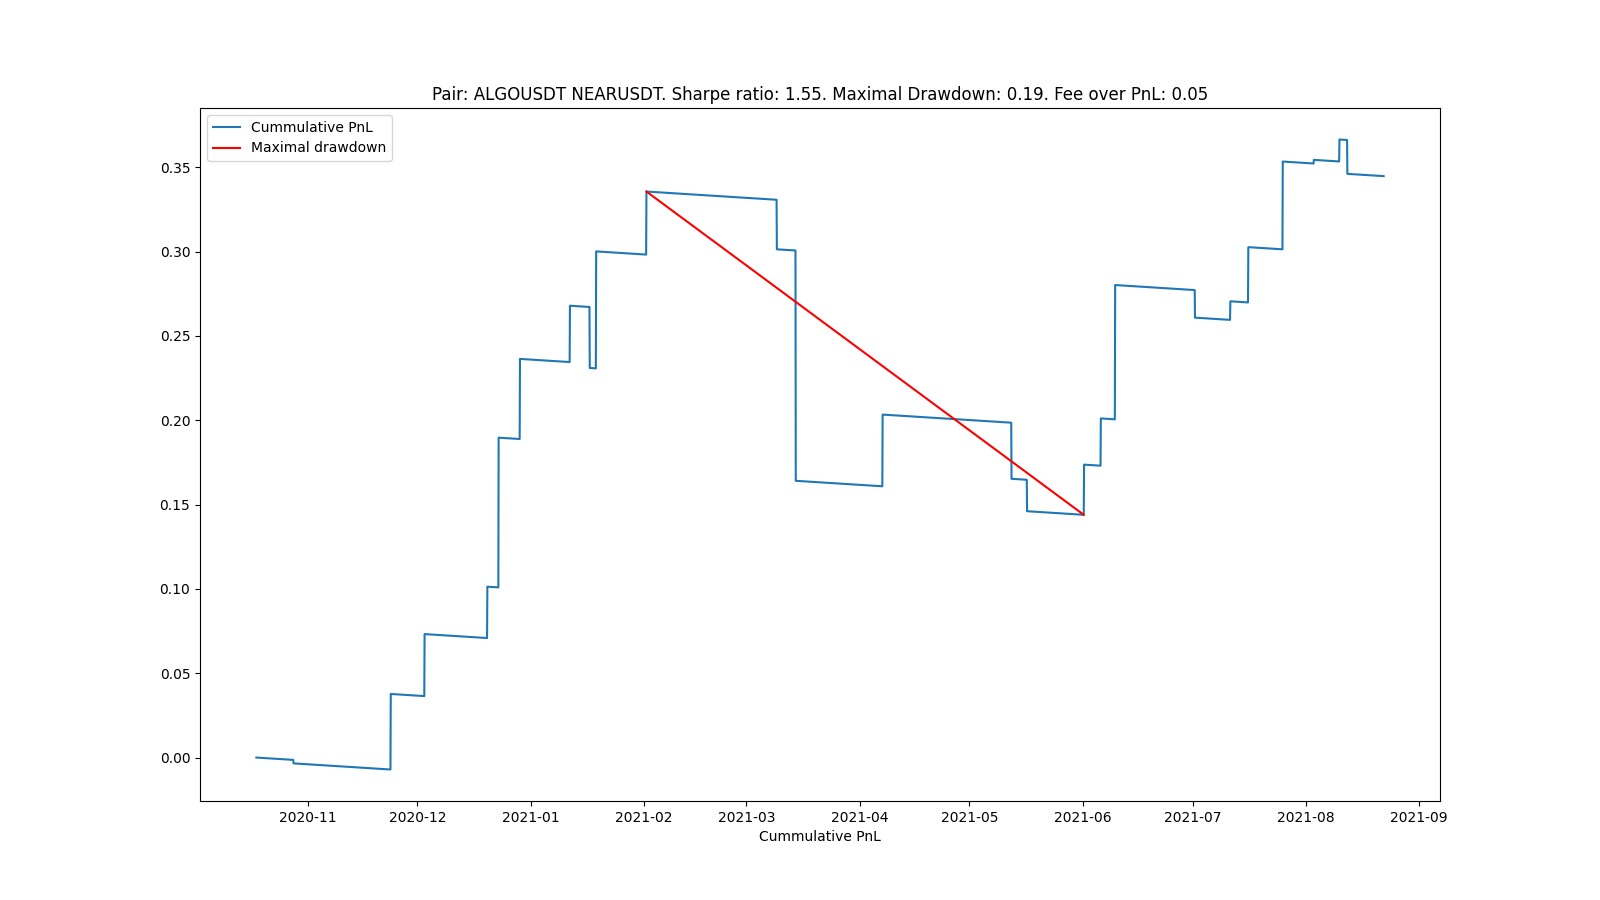 Pair: ALGOUSDT NEARUSDT. Sharpe ratio: 1.55. Maximal Drawdown: 0.19. Fee over PnL: 0.05
Cummulative PnL
Maximal drawdown
0.35
0.30
0.25
0.20
0.15
0.10
0.05
0.00
2020-11 2020-12 2021-01 2021-02 2021-03 2021-04 2021-05 2021-06 2021-07 2021-08 2021-09
Cummulative PnL